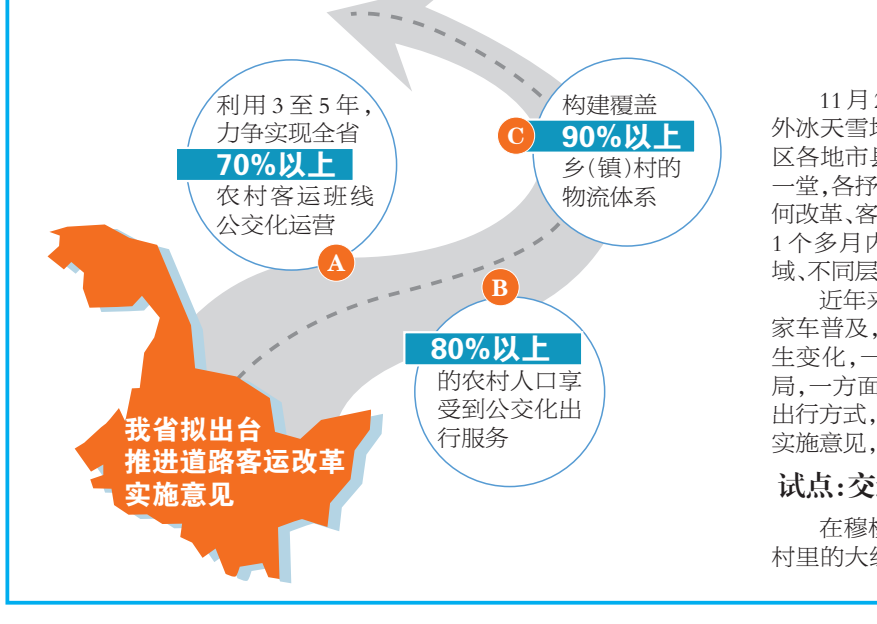 利用3至5年，
力争实现全省
70%以上
农村客运班线
公交化运营
A
B
80%以上
的农村人口享
受到公交化出
行服务
C
构建覆盖
90%以上
乡（镇）村的
物流体系
我省拟出台
推进道路客运改革
实施意见
11月2
外冰天雪地
区各地市县
一堂，各抒
何改革、客
1个多月内
域、不同层
近年来
家车普及，
生变化，一
局，一方面
出行方式，
实施意见，
试点：交
在穆棱
村里的大红